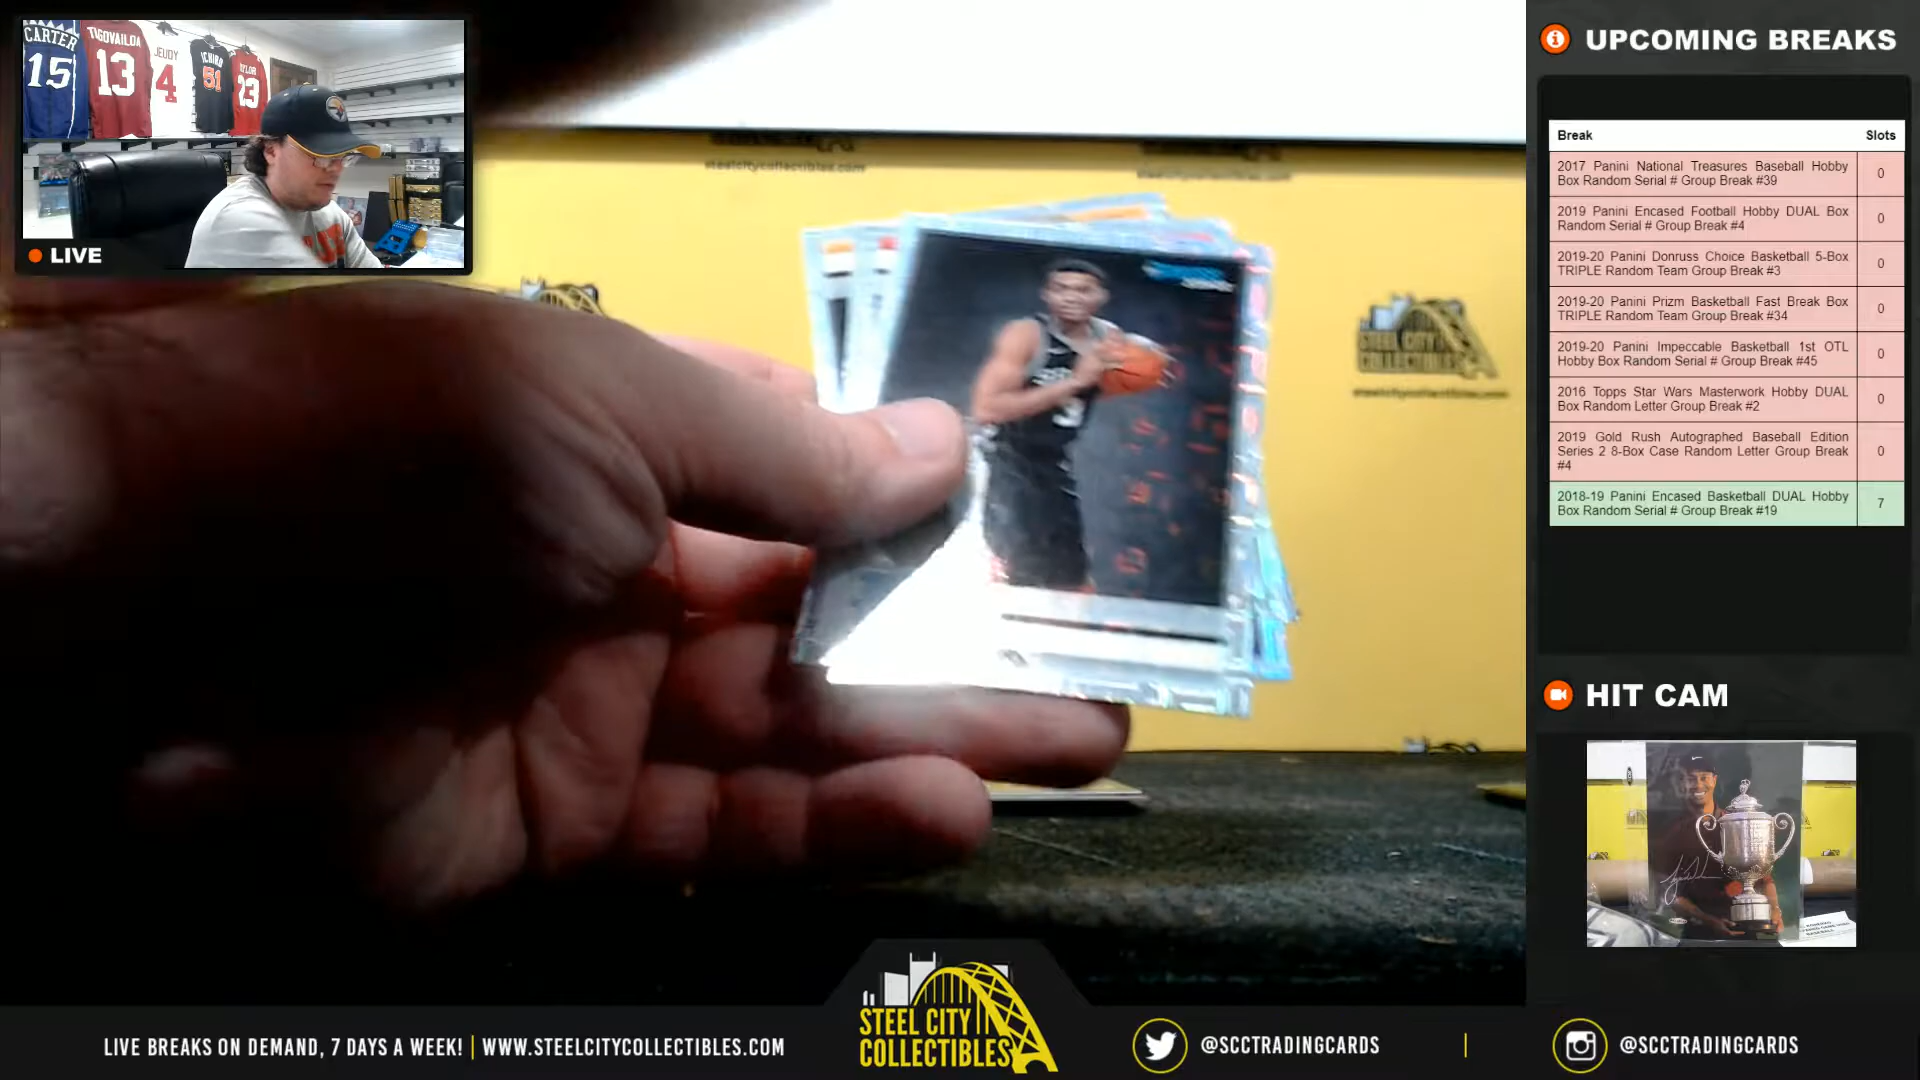 CARTER
15
TAGOVAILOA
13
JEUDY
4
ICHIRO
51
23
LIVE
steelcitycollectibles.com
STEEL CITY
COLLECTIBLES
3
UPCOMING BREAKS
Break Slots
2017 Panini National Treasures Baseball Hobby
Box Random Serial # Group Break #39 0
2019 Panini Encased Football Hobby DUAL Box
Random Serial # Group Break #4 0
2019-20 Panini Donruss Choice Basketball 5-Box
TRIPLE Random Team Group Break #3 0
2019-20 Panini Prizm Basketball Fast Break Box
TRIPLE Random Team Group Break #34 0
2019-20 Panini Impeccable Basketball 1st OTL
Hobby Box Random Serial # Group Break #45 0
2016 Topps Star Wars Masterwork Hobby DUAL
Box Random Letter Group Break #2 0
2019 Gold Rush Autographed Baseball Edition
Series 2 8-Box Case Random Letter Group Break
#4 0
2018-19 Panini Encased Basketball DUAL Hobby
Box Random Serial # Group Break #19 7
HIT CAM
LIVE BREAKS ON DEMAND, 7 DAYS A WEEK! | WWW.STEELCITYCOLLECTIBLES.COM
STEEL CITY
COLLECTIBLES
@SCCTRADINGCARDS
@SCCTRADINGCARDS